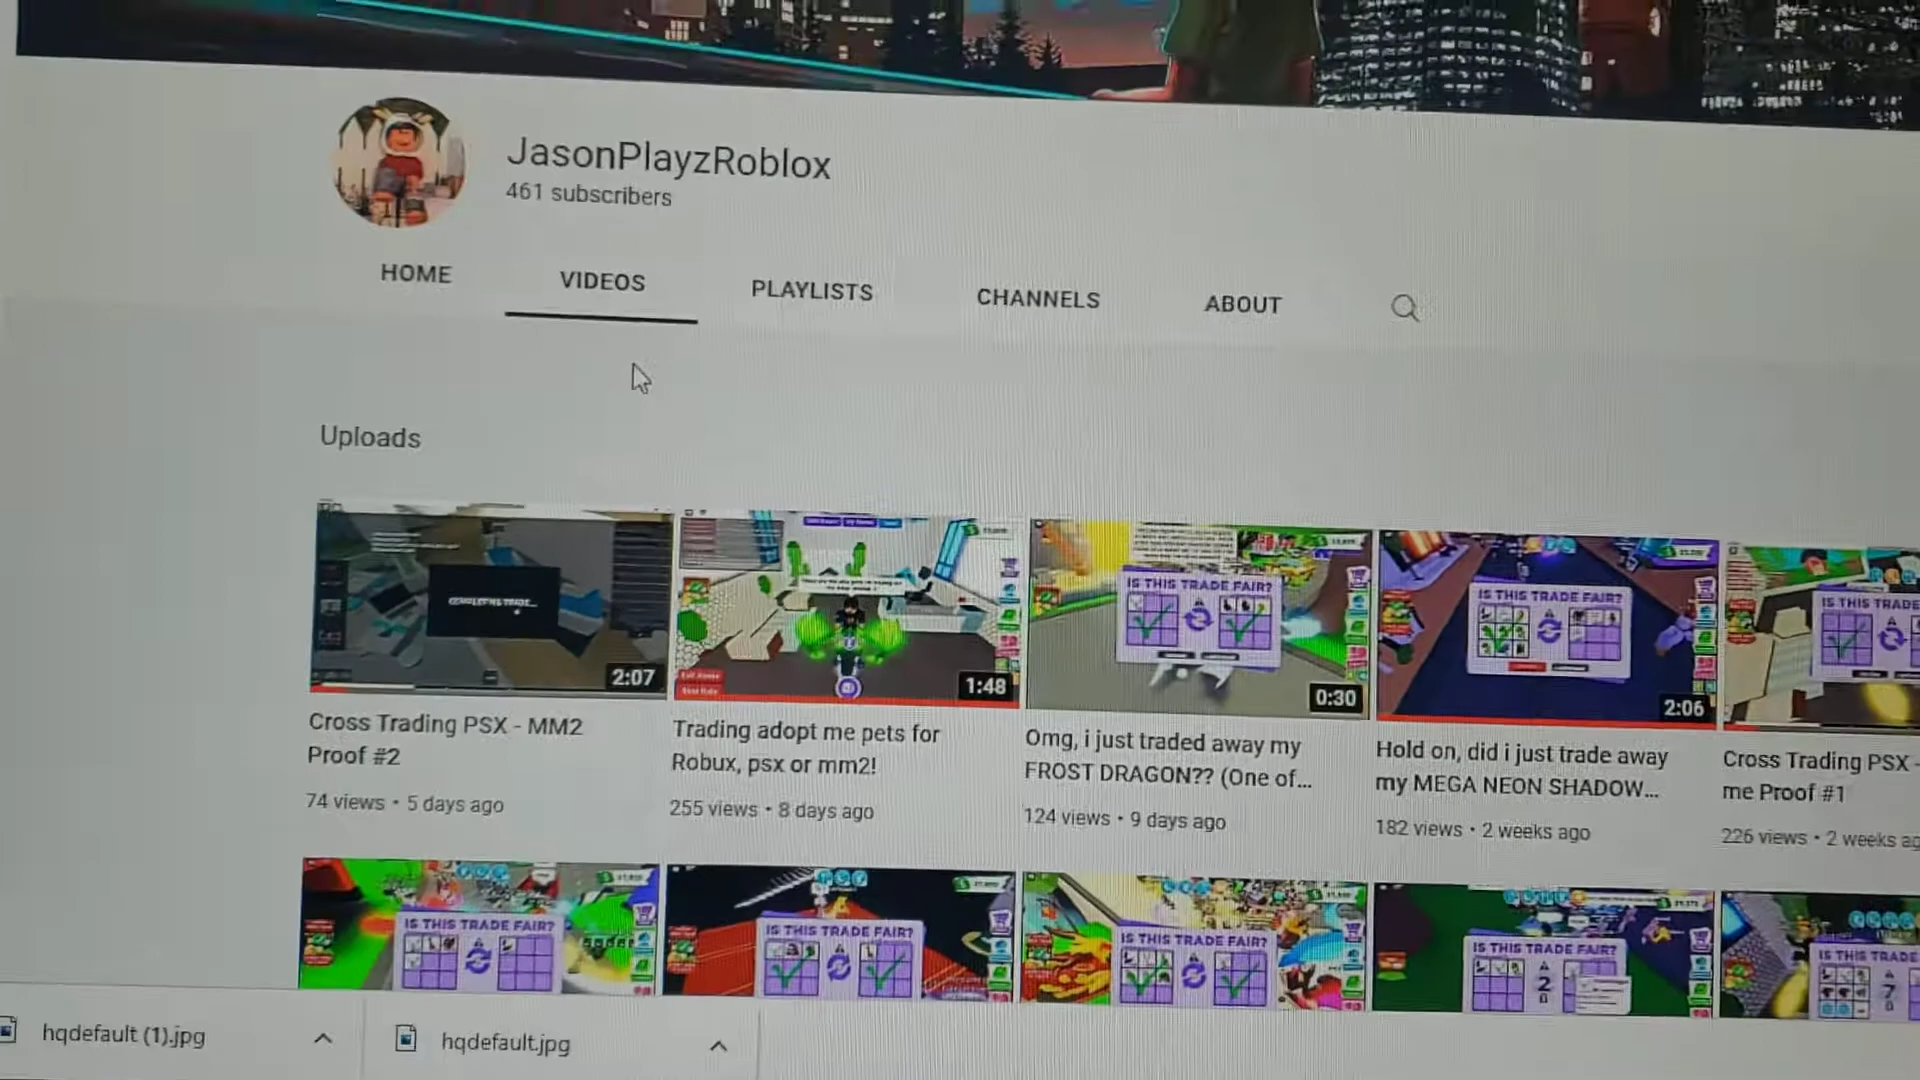 JasonPlayzRoblox
461 subscribers
HOME
VIDEOS
PLAYLISTS
CHANNELS
ABOUT
Uploads
IS THIS TRADE FAIR?
IS THIS TRADE FAIR?
IS THIS TRADE
2:07
1:48
0:30
2:06
Cross Trading PSX - MM2
Proof #2
74 views • 5 days ago
Trading adopt me pets for
Robux, psx or mm2!
255 views • 8 days ago
Omg, i just traded away my
FROST DRAGON?? (One of...
124 views • 9 days ago
Hold on, did i just trade away
my MEGA NEON SHADOW...
182 views • 2 weeks ago
Cross Trading PSX -
me Proof #1
226 views • 2 weeks ag
IS THIS TRADE FAIR?
IS THIS TRADE FAIR?
IS THIS TRADE FAIR?
IS THIS TRADE FAIR?
IS THIS TRADE
hqdefault (1).jpg
hqdefault.jpg